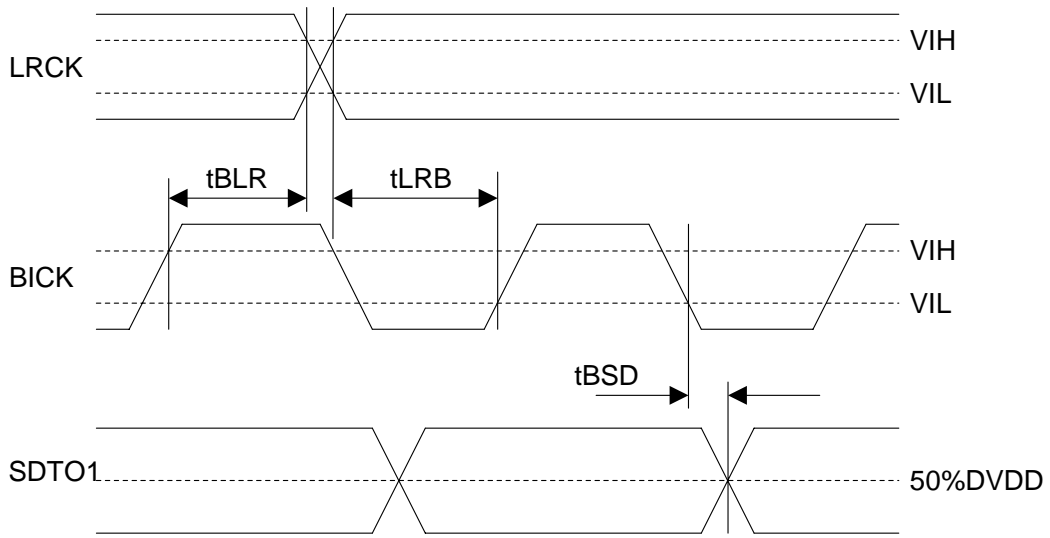 LRCK
VIH
VIL
tBLR
tLRB
BICK
VIH
VIL
tBSD
SDTO1
50%DVDD